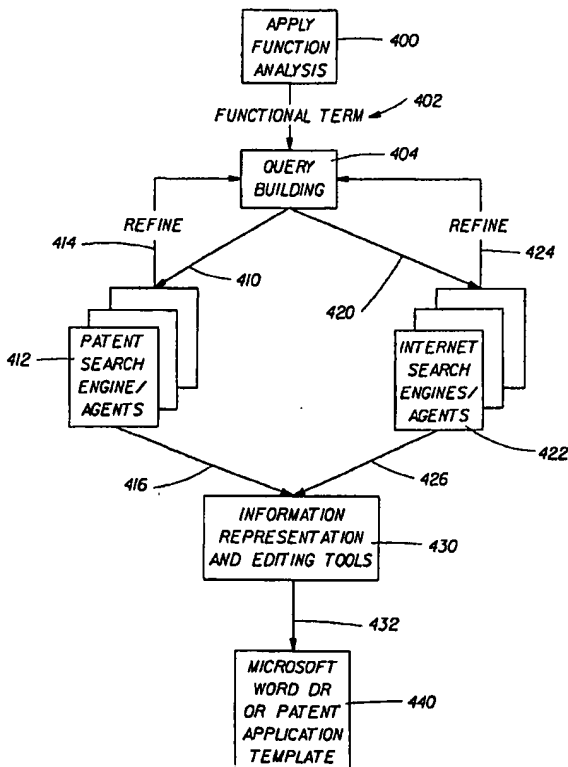 APPLY
FUNCTION
ANALYSIS
400
FUNCTIONAL TERM
402
QUERY
BUILDING
404
REFINE
414
410
REFINE
424
420
412
PATENT
SEARCH
ENGINE/
AGENTS
INTERNET
SEARCH
ENGINES/
AGENTS
422
416
426
INFORMATION
REPRESENTATION
AND EDITING TOOLS
430
432
MICROSOFT
WORD DR
OR PATENT
APPLICATION
TEMPLATE
440